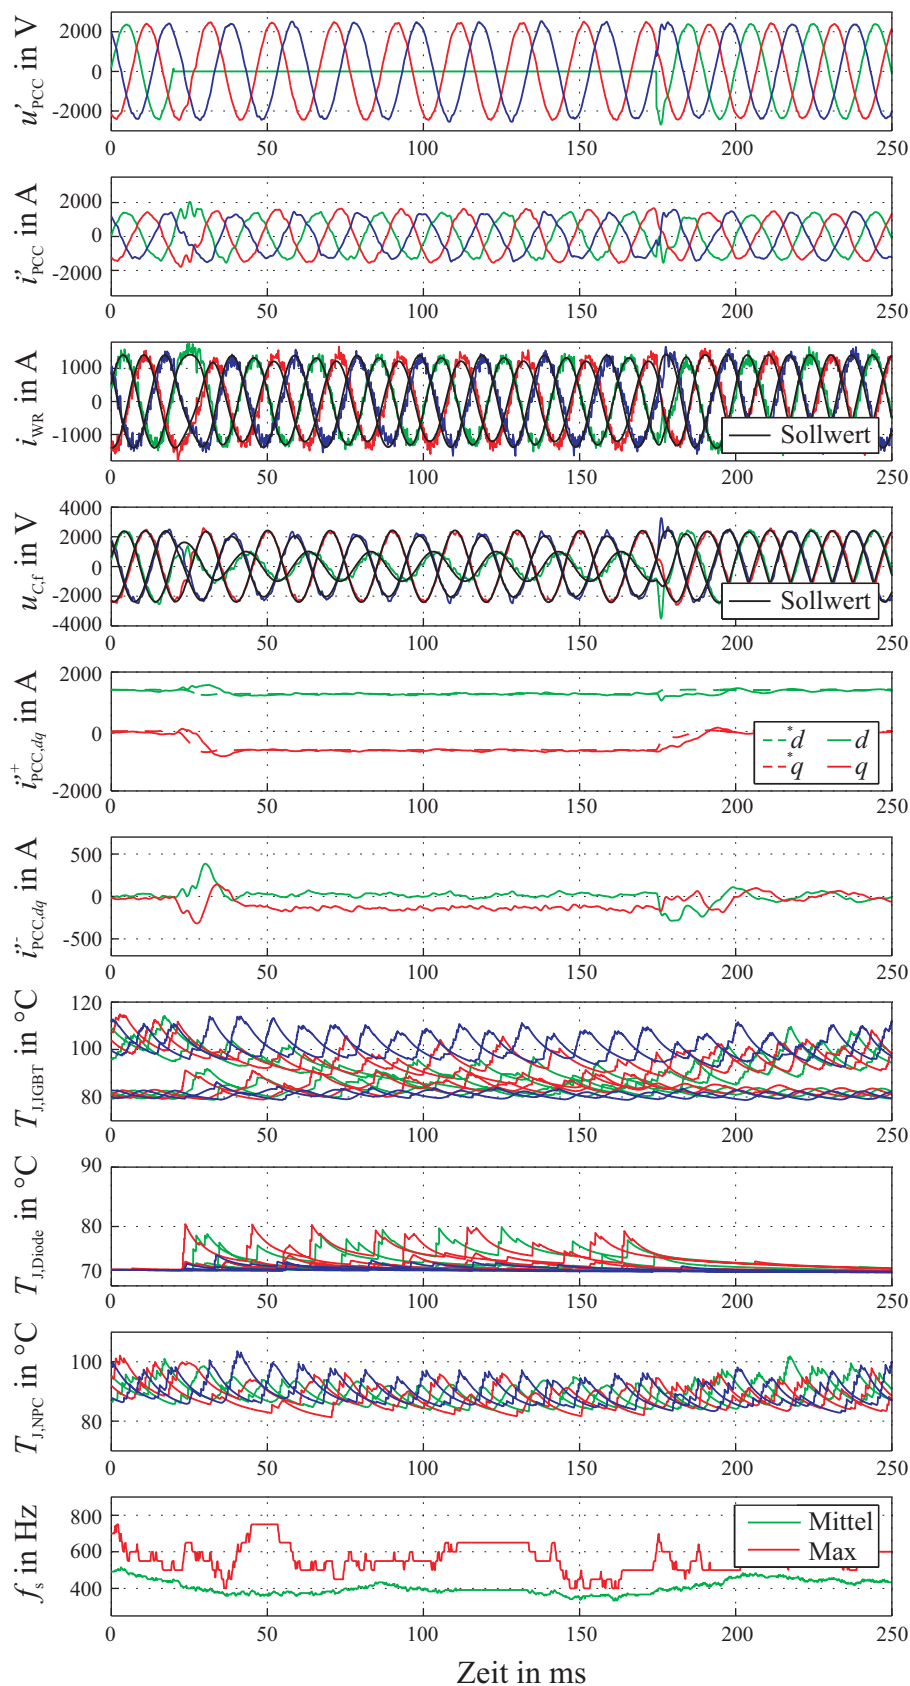 u'PCC in V
2000
0
-2000
0 50 100 150 200 250
i''PCC in A
2000
0
-2000
0 50 100 150 200 250
iWR in A
1000
0
-1000
Sollwert
0 50 100 150 200 250
uC,f in V
4000
2000
0
-2000
-4000
Sollwert
0 50 100 150 200 250
i''+PCC,dq in A
2000
0
-2000
*d d
*q q
0 50 100 150 200 250
i''-PCC,dq in A
500
0
-500
0 50 100 150 200 250
TJ,IGBT in °C
120
100
80
0 50 100 150 200 250
TJ,Diode in °C
90
80
70
0 50 100 150 200 250
TJ,NPC in °C
100
80
0 50 100 150 200 250
fs in Hz
800
600
400
Mittel
Max
0 50 100 150 200 250
Zeit in ms